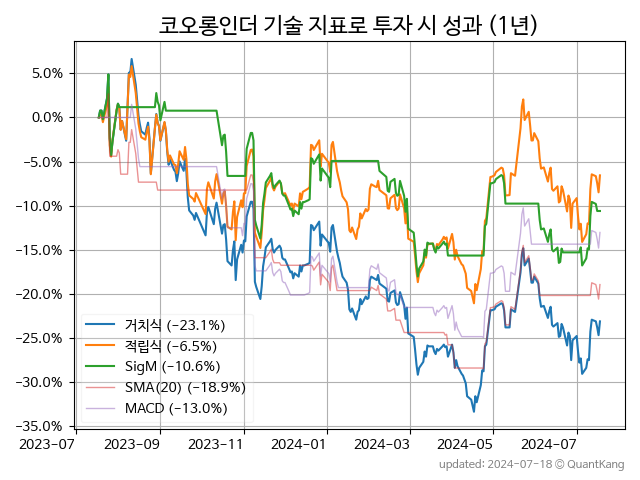 코오롱인더 기술 지표로 투자 시 성과 (1년)
5.0%
0.0%
−5.0%
−10.0%
−15.0%
−20.0%
−25.0%
−30.0%
−35.0%
거치식 (−23.1%)
적립식 (−6.5%)
SigM (−10.6%)
SMA(20) (−18.9%)
MACD (−13.0%)
2023-07 2023-09 2023-11 2024-01 2024-03 2024-05 2024-07
updated: 2024-07-18 © QuantKang